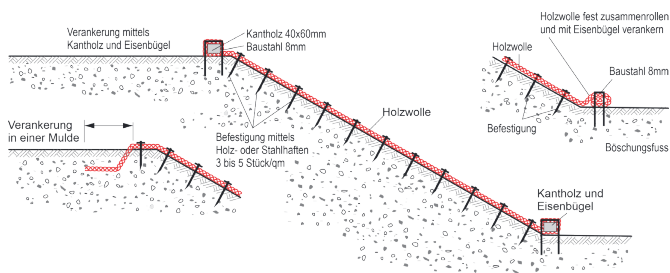 Verankerung mittels
Kantholz und Eisenbügel
Kantholz 40x60mm
Baustahl 8mm
Holzwolle fest zusammenrollen
und mit Eisenbügel verankern
Holzwolle
Baustahl 8mm
Befestigung
Böschungsfuss
Holzwolle
Verankerung
in einer Mulde
Befestigung mittels
Holz- oder Stahlhaften
3 bis 5 Stück/qm
Kantholz und
Eisenbügel